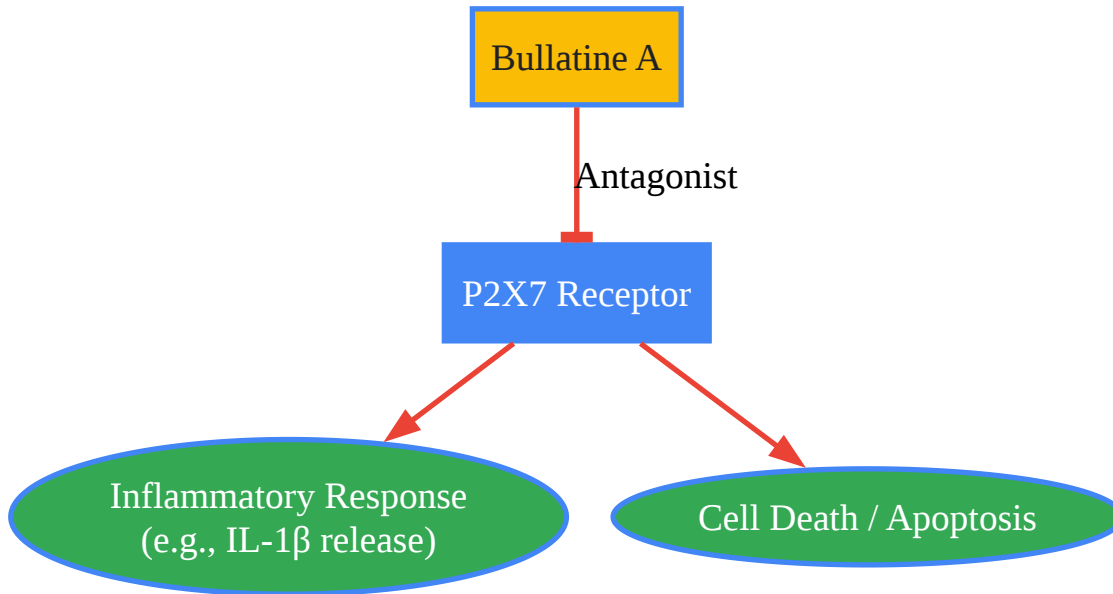 Bullatine A
Antagonist
P2X7 Receptor
Inflammatory Response
(e.g., IL-1β release)
Cell Death / Apoptosis